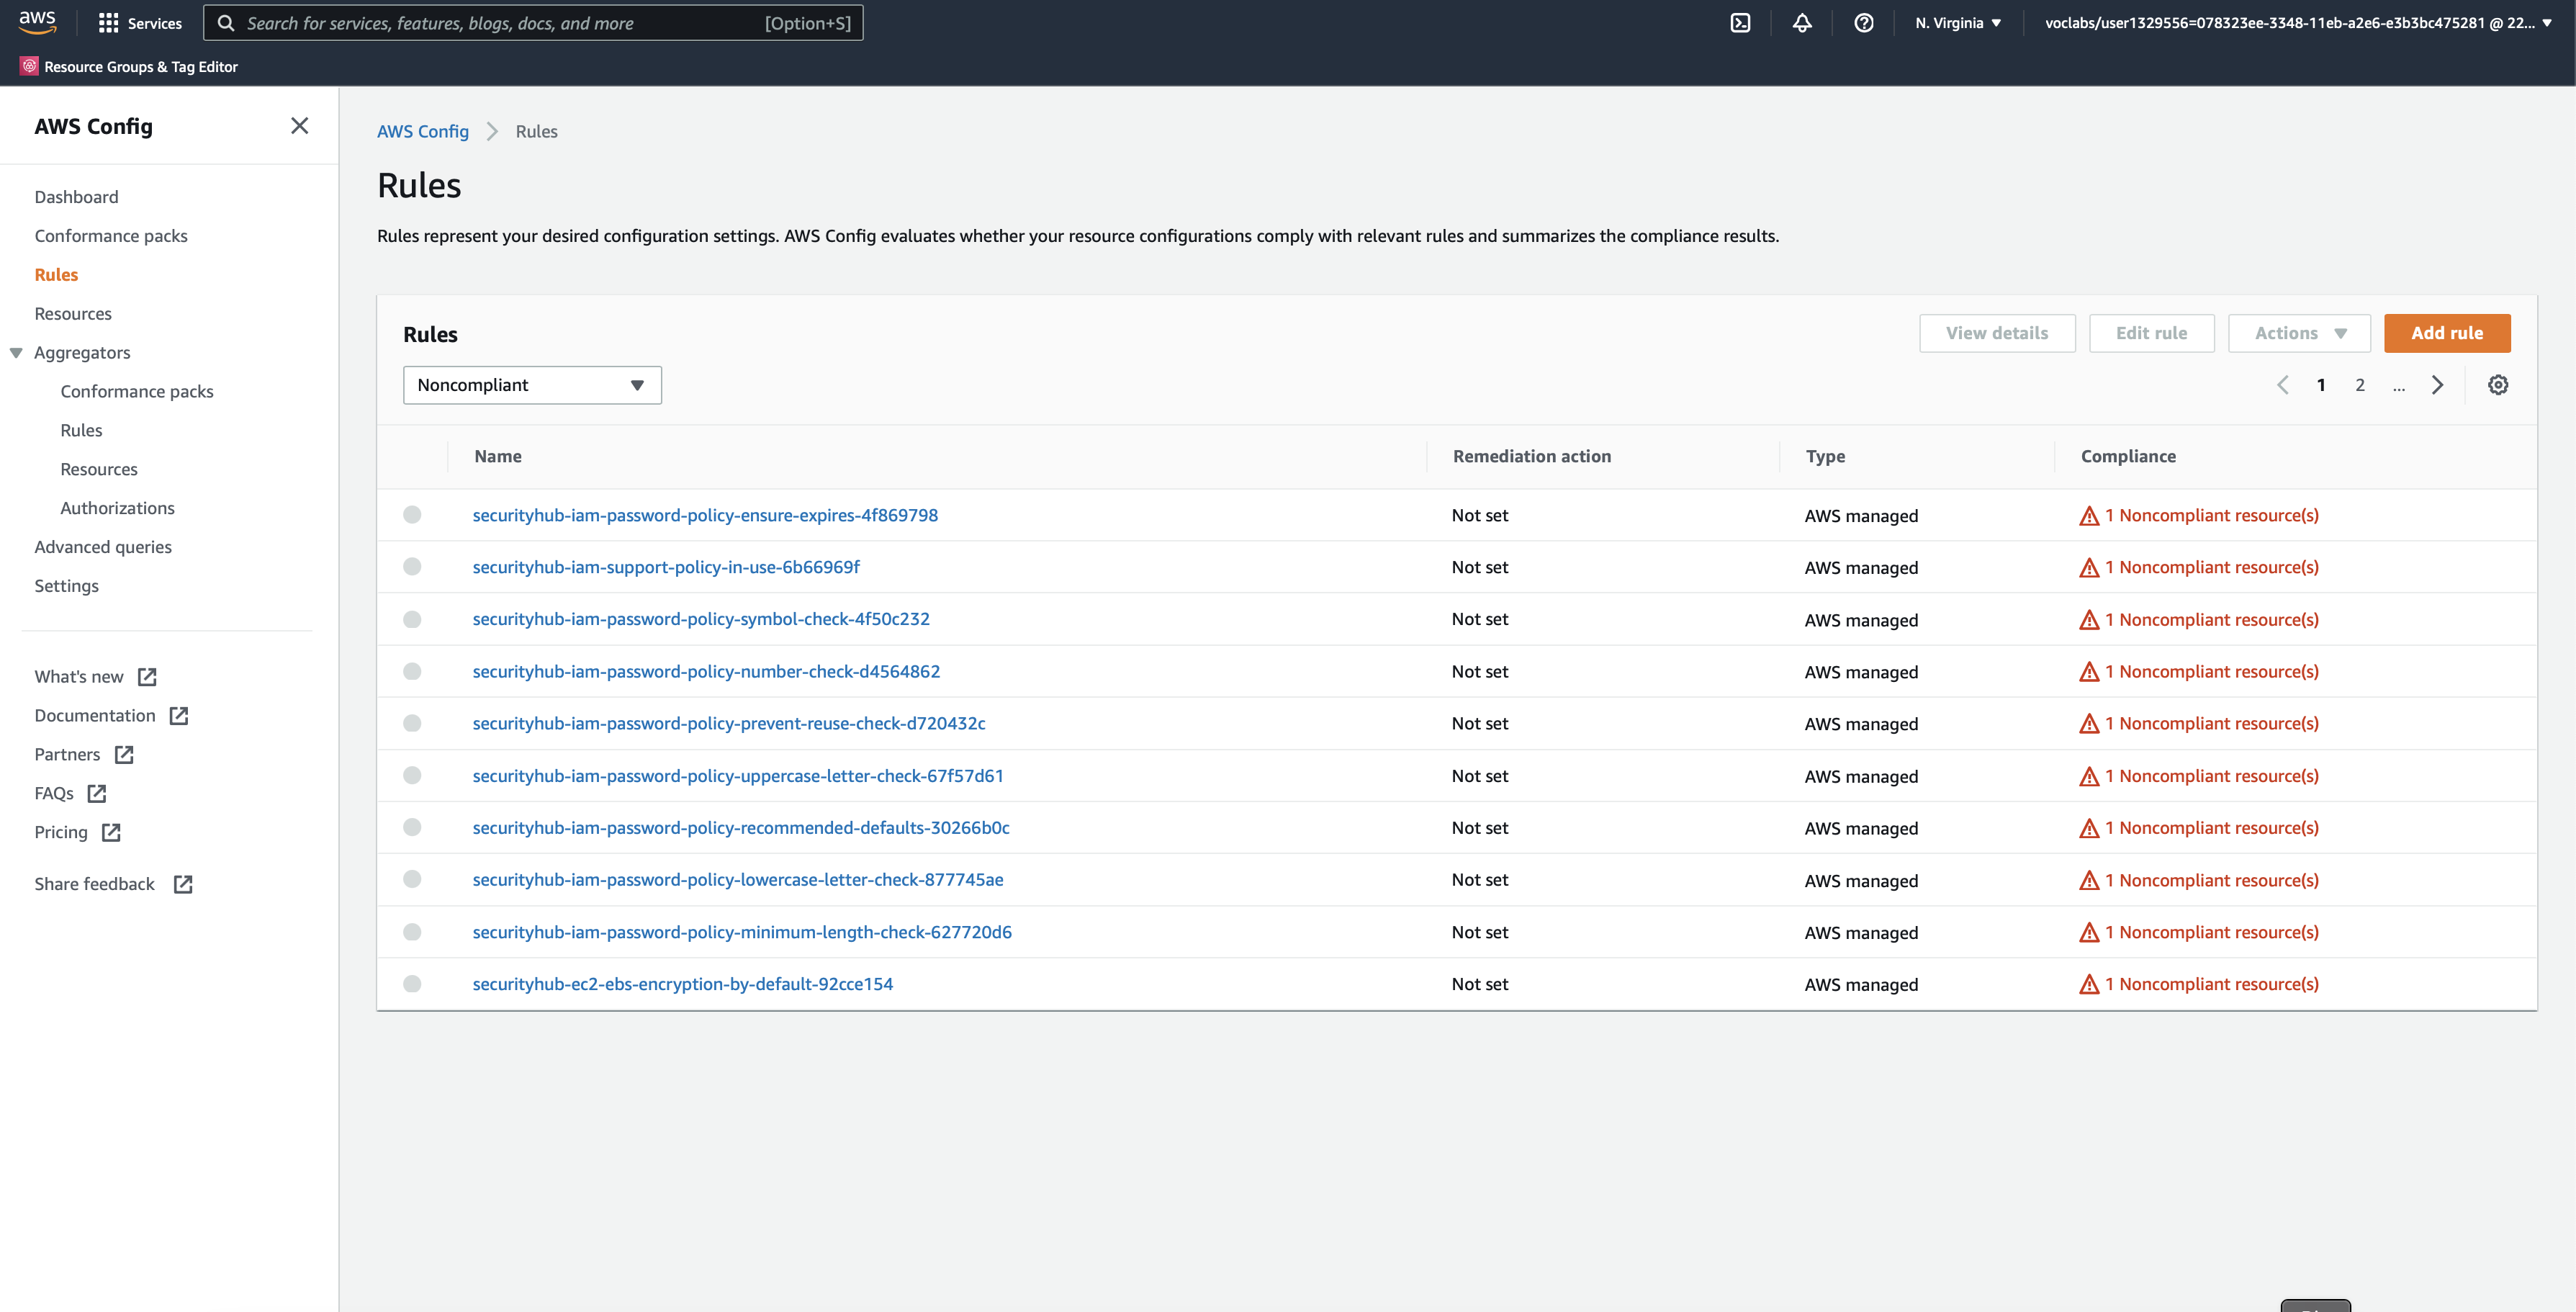 aws
Services
Search for services, features, blogs, docs, and more
[Option+S]
N. Virginia
voclabs/user1329556=078323ee-3348-11eb-a2e6-e3b3bc475281 @ 22...
Resource Groups & Tag Editor
AWS Config
Dashboard
Conformance packs
Rules
Resources
Aggregators
Conformance packs
Rules
Resources
Authorizations
Advanced queries
Settings
What's new
Documentation
Partners
FAQs
Pricing
Share feedback
AWS Config > Rules
Rules
Rules represent your desired configuration settings. AWS Config evaluates whether your resource configurations comply with relevant rules and summarizes the compliance results.
Rules
View details
Edit rule
Actions
Add rule
Noncompliant
1 2 ...
Name Remediation action Type Compliance
securityhub-iam-password-policy-ensure-expires-4f869798 Not set AWS managed 1 Noncompliant resource(s)
securityhub-iam-support-policy-in-use-6b66969f Not set AWS managed 1 Noncompliant resource(s)
securityhub-iam-password-policy-symbol-check-4f50c232 Not set AWS managed 1 Noncompliant resource(s)
securityhub-iam-password-policy-number-check-d4564862 Not set AWS managed 1 Noncompliant resource(s)
securityhub-iam-password-policy-prevent-reuse-check-d720432c Not set AWS managed 1 Noncompliant resource(s)
securityhub-iam-password-policy-uppercase-letter-check-67f57d61 Not set AWS managed 1 Noncompliant resource(s)
securityhub-iam-password-policy-recommended-defaults-30266b0c Not set AWS managed 1 Noncompliant resource(s)
securityhub-iam-password-policy-lowercase-letter-check-877745ae Not set AWS managed 1 Noncompliant resource(s)
securityhub-iam-password-policy-minimum-length-check-627720d6 Not set AWS managed 1 Noncompliant resource(s)
securityhub-ec2-ebs-encryption-by-default-92cce154 Not set AWS managed 1 Noncompliant resource(s)